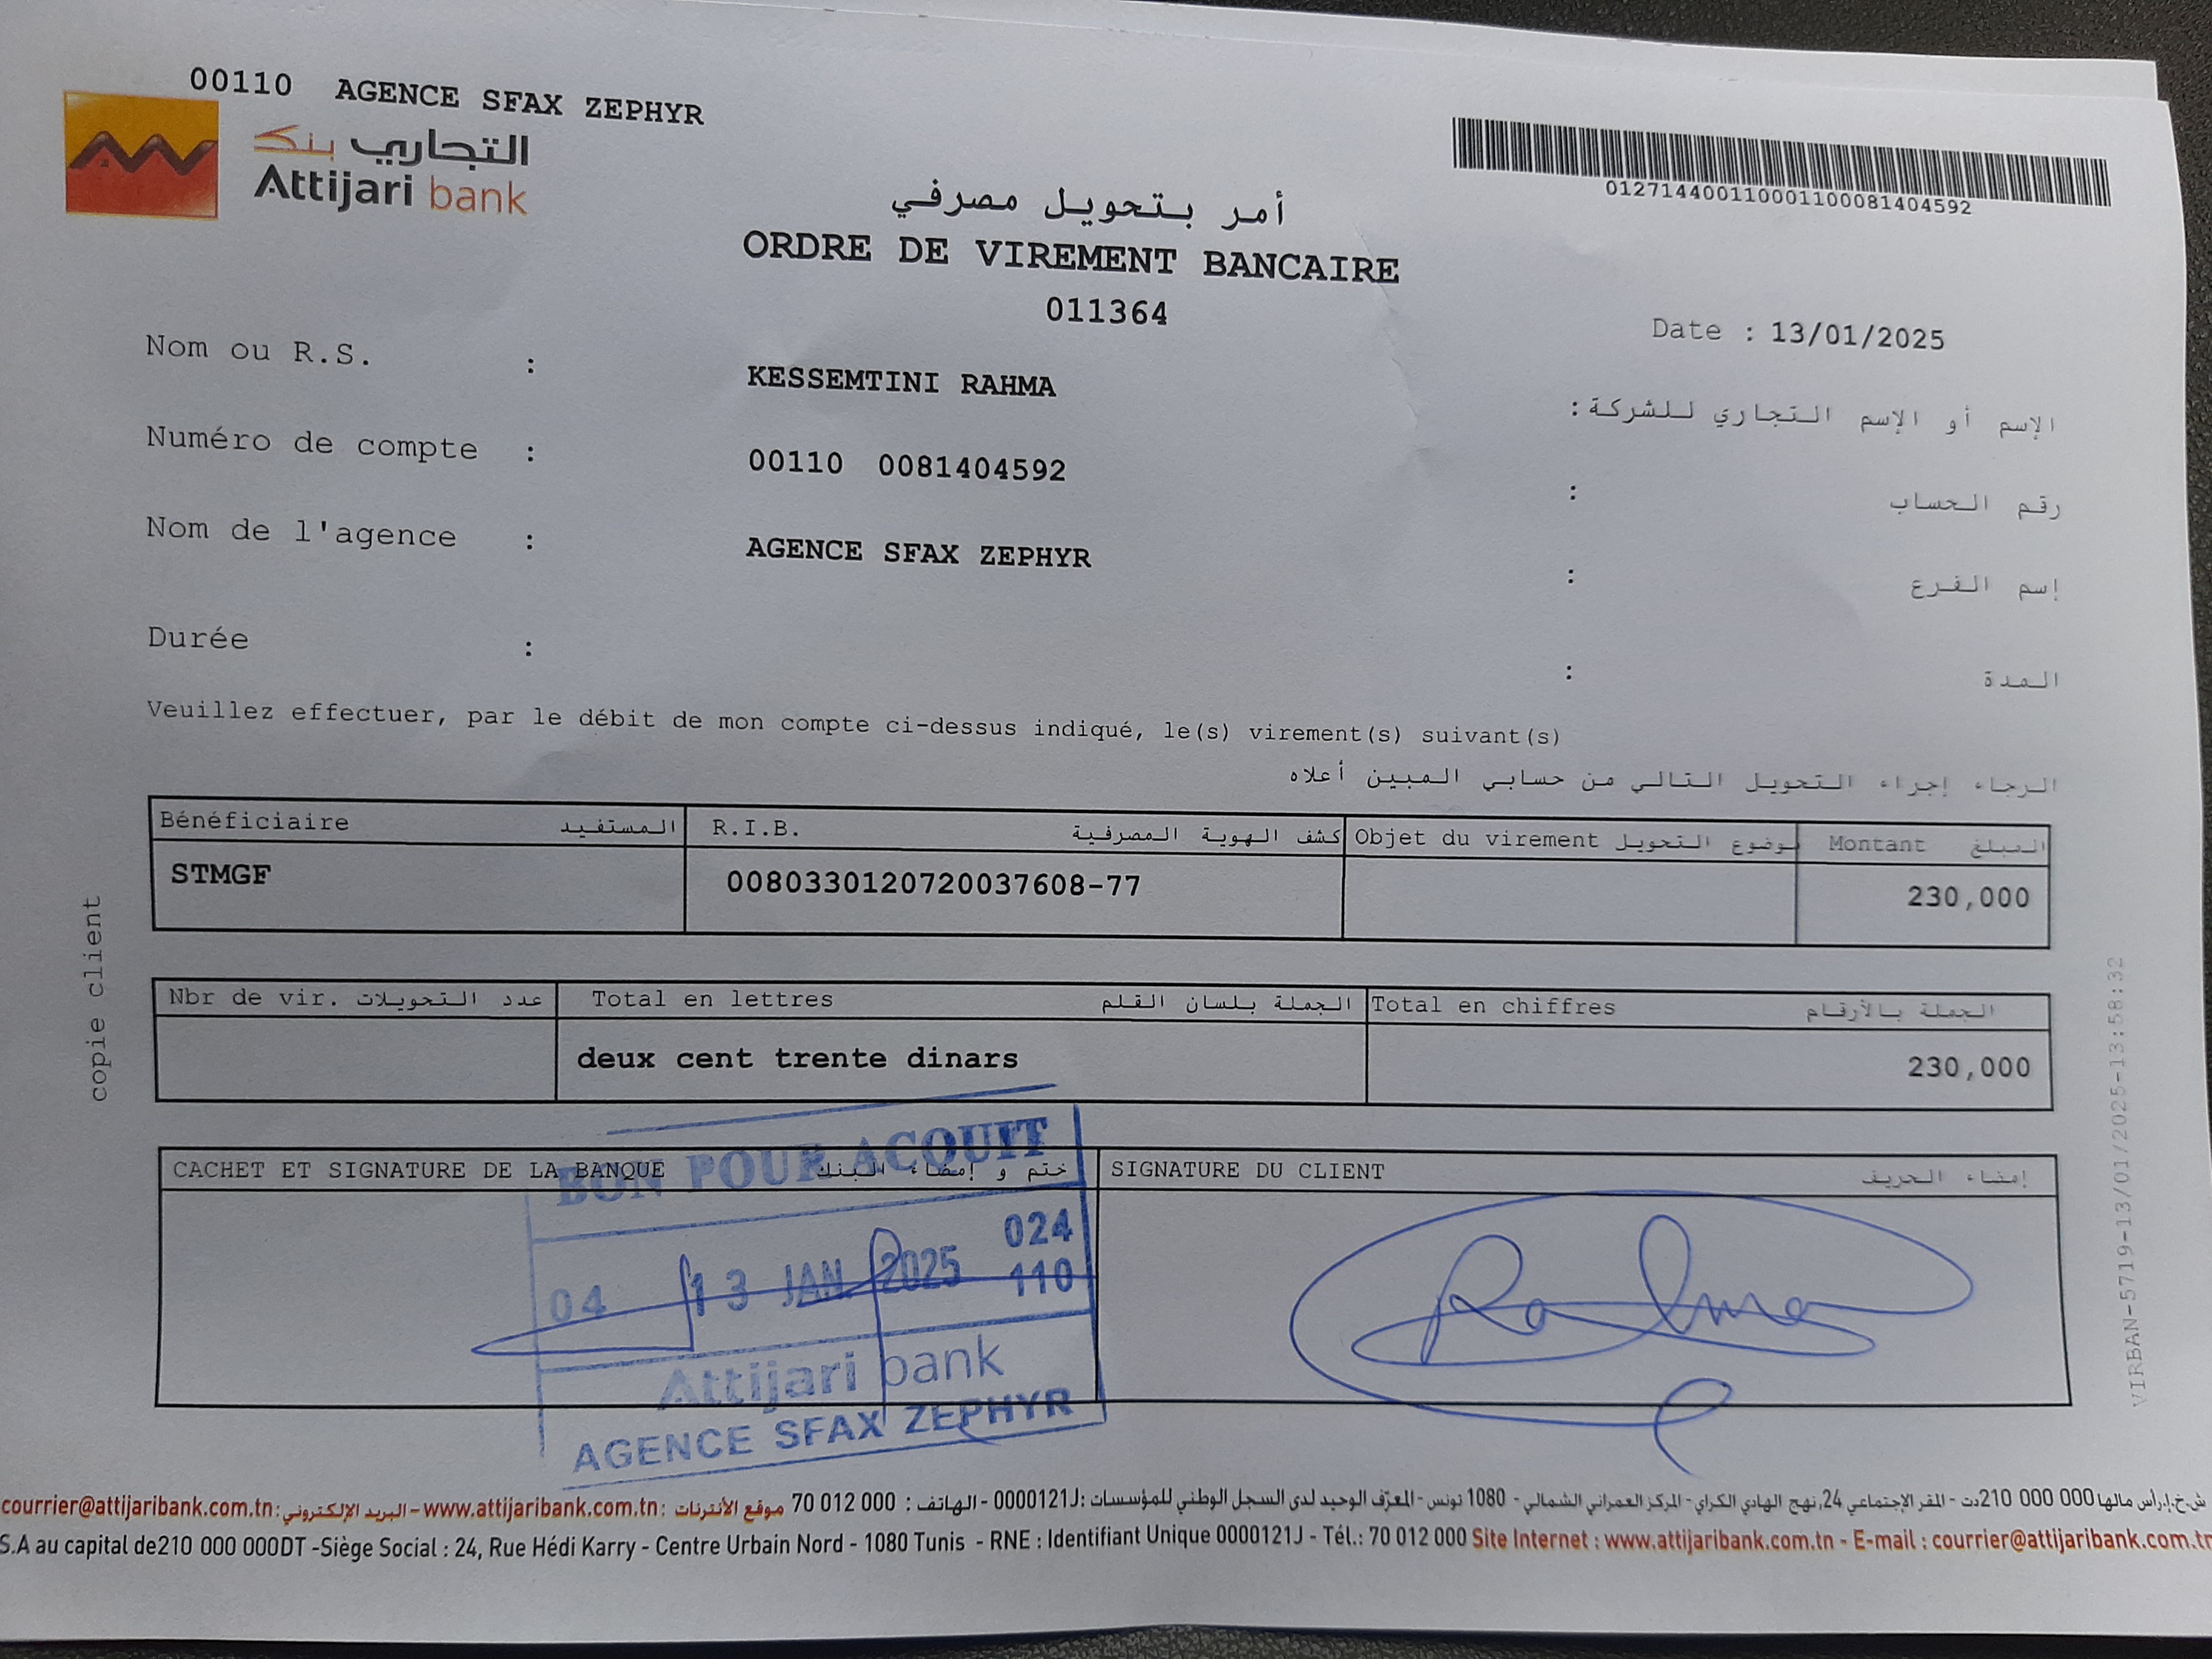 00110 AGENCE SFAX ZEPHYR
التجاري بنك
Attijari bank
012714400110001100081404592
أمر بتحويل مصرفي
ORDRE DE VIREMENT BANCAIRE
011364
Date : 13/01/2025
Nom ou R.S. : KESSEMTINI RAHMA الإسم أو الإسم التجاري للشركة :
Numéro de compte : 00110 0081404592 رقم الحساب :
Nom de l'agence : AGENCE SFAX ZEPHYR إسم الفرع :
Durée : المدة :
Veuillez effectuer, par le débit de mon compte ci-dessus indiqué, le(s) virement(s) suivant(s)
الرجاء إجراء التحويل التالي من حسابي المبين أعلاه
Bénéficiaire المستفيد R.I.B. كشف الهوية المصرفية Objet du virement موضوع التحويل Montant المبلغ
STMGF 0080330120720037608-77 230,000
Nbr de vir. عدد التحويلات Total en lettres الجملة بلسان القلم Total en chiffres الجملة بالأرقام
deux cent trente dinars 230,000
CACHET ET SIGNATURE DE LA BANQUE ختم و إمضاء البنك SIGNATURE DU CLIENT إمضاء الحريف
BON POUR ACQUIT
024
04 13 JAN. 2025 110
Attijari bank
AGENCE SFAX ZEPHYR
Rahma
copie client
VIRBAN-5719-13/01/2025-13:58:32
ش.خ.إ.رأس مالها 210 000 000دت - المقر الإجتماعي 24, نهج الهادي الكراي - المركز العمراني الشمالي - 1080 تونس - المعرّف الوحيد لدى السجل الوطني للمؤسسات: 0000121J - الهاتف : 70 012 000 موقع الأنترنات : www.attijaribank.com.tn - البريد الإلكتروني: courrier@attijaribank.com.tn
S.A au capital de210 000 000DT -Siège Social : 24, Rue Hédi Karry - Centre Urbain Nord - 1080 Tunis - RNE : Identifiant Unique 0000121J - Tél.: 70 012 000 Site Internet : www.attijaribank.com.tn - E-mail : courrier@attijaribank.com.tn